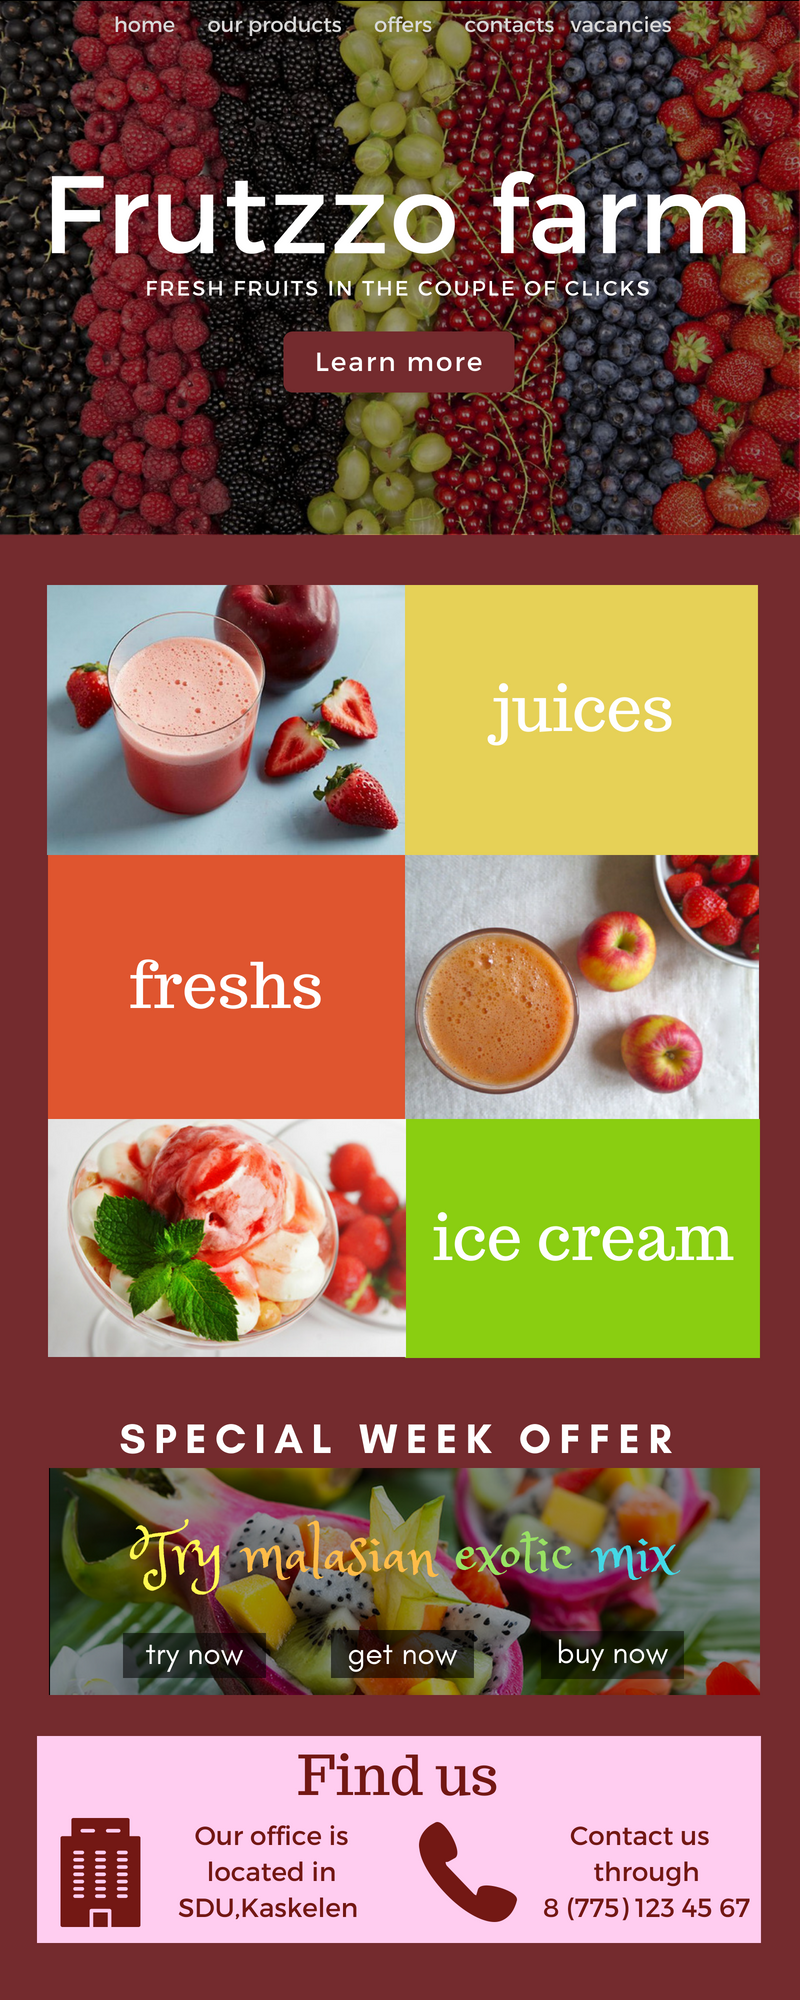 home our products offers contacts vacancies
Frutzzo farm
FRESH FRUITS IN THE COUPLE OF CLICKS
Learn more
juices
freshs
ice cream
SPECIAL WEEK OFFER
Try malaSian exotic mix
try now get now buy now
Find us
Our office is
located in
SDU,Kaskelen
Contact us
through
8 (775) 123 45 67